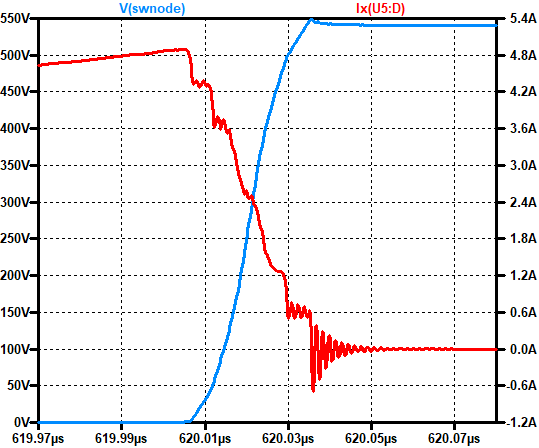 V(swnode) Ix(U5:D)
550V 5.4A
500V 4.8A
450V 4.2A
400V 3.6A
350V 3.0A
300V 2.4A
250V 1.8A
200V 1.2A
150V 0.6A
100V 0.0A
50V -0.6A
0V -1.2A
619.97µs 619.99µs 620.01µs 620.03µs 620.05µs 620.07µs